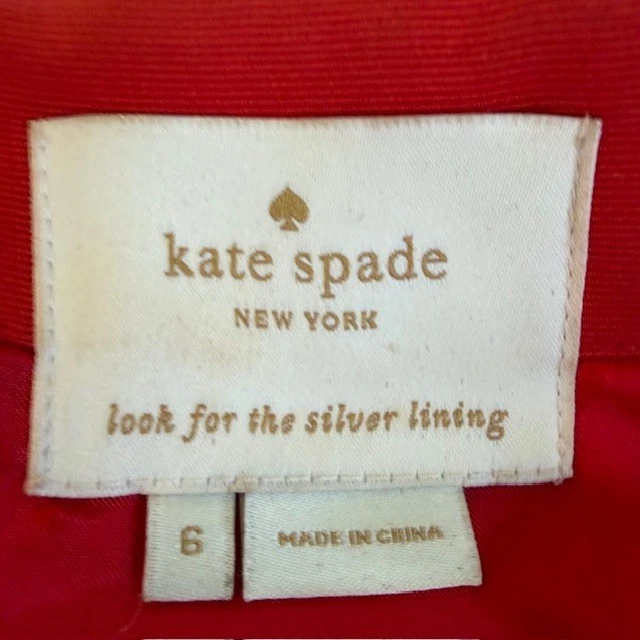 kate spade
NEW YORK
look for the silver lining
6
MADE IN CHINA